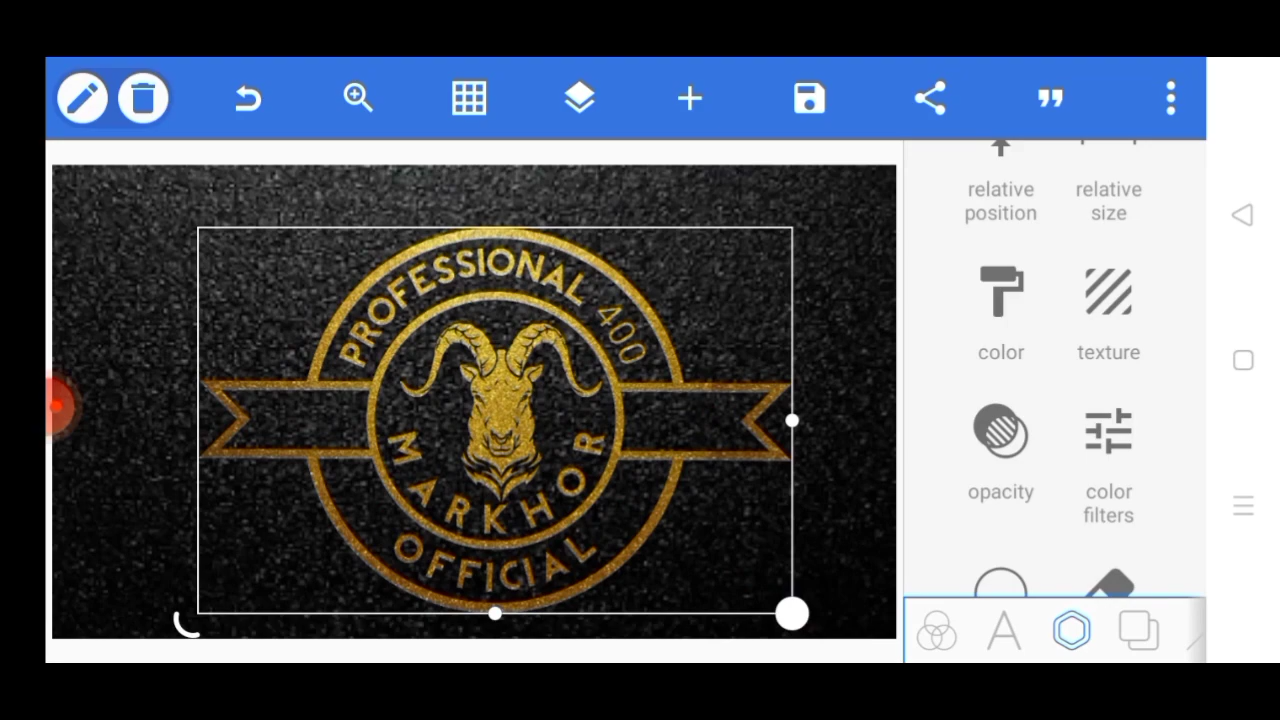 relative position
relative size
PROFESSIONAL 400
MARKHOR
OFFICIAL
color
texture
opacity
color filters